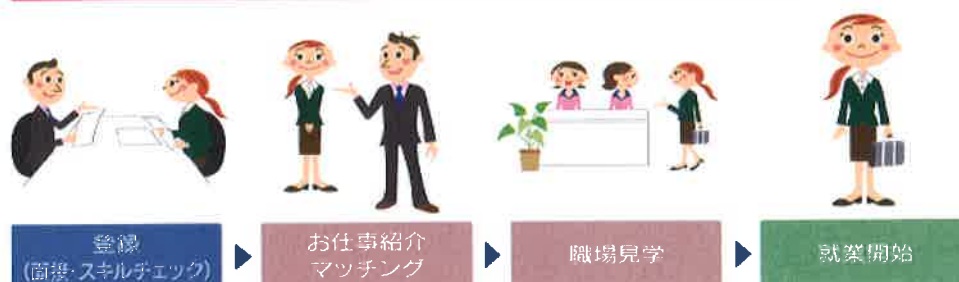 登録
(面接・スキルチェック)
お仕事紹介
マッチング
職場見学
就業開始